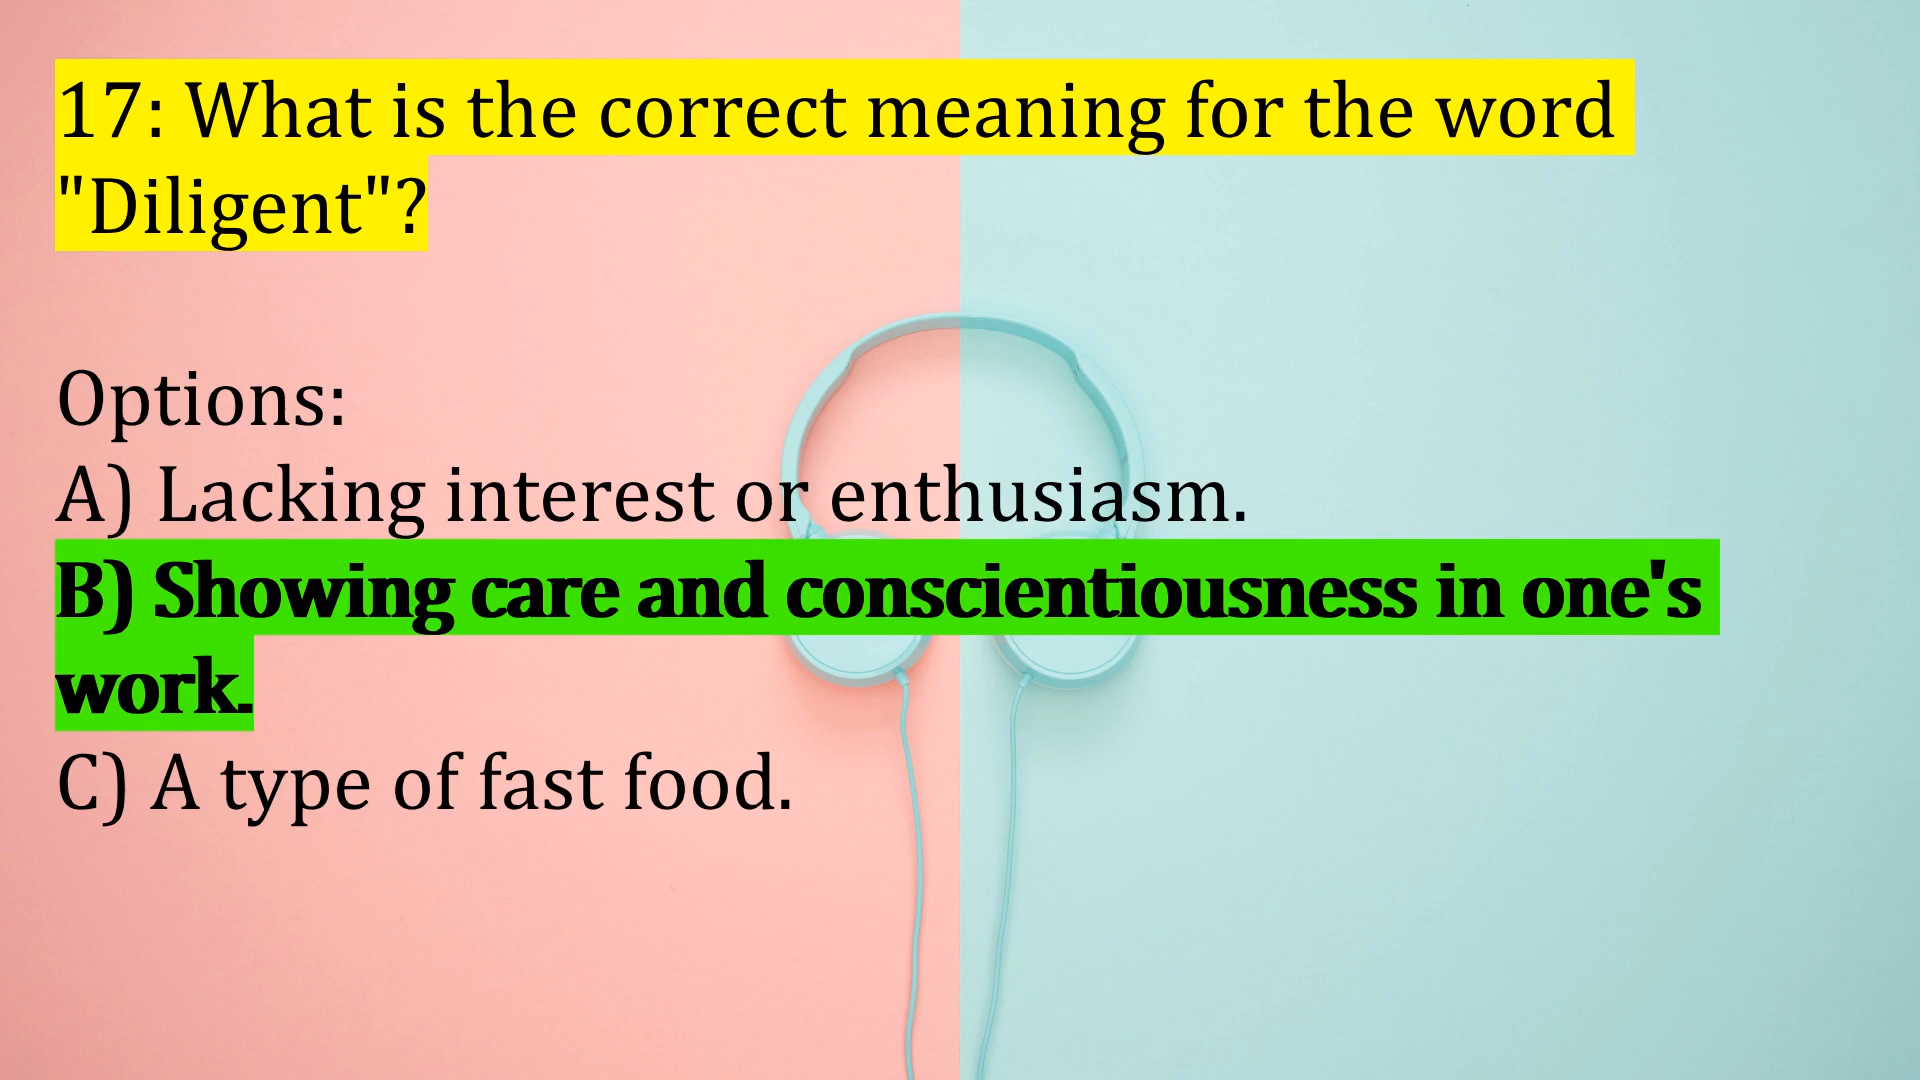 17: What is the correct meaning for the word
"Diligent"?
Options:
A) Lacking interest or enthusiasm.
B) Showing care and conscientiousness in one's
work.
C) A type of fast food.